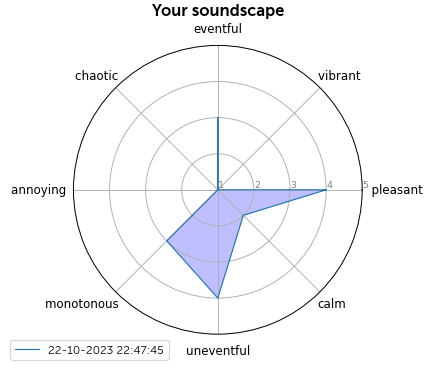 Your soundscape
eventful
chaotic
vibrant
annoying
1 2 3 4 5
pleasant
monotonous
calm
uneventful
22-10-2023 22:47:45